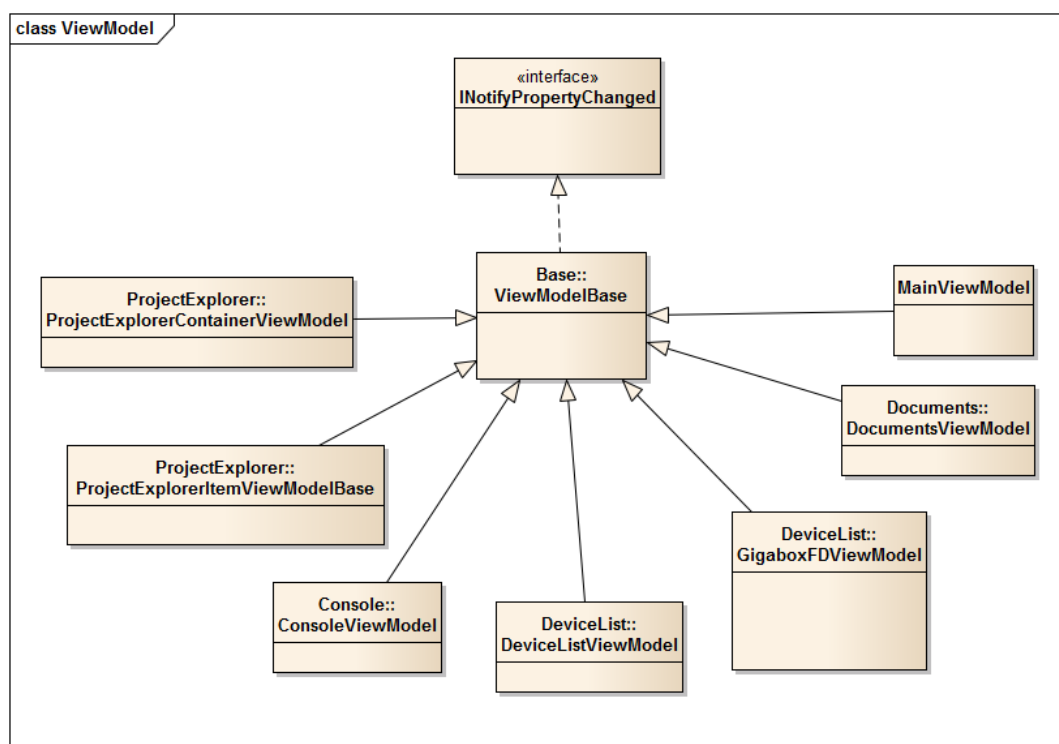 class ViewModel
«interface»
INotifyPropertyChanged
Base::
ViewModelBase
ProjectExplorer::
ProjectExplorerContainerViewModel
MainViewModel
Documents::
DocumentsViewModel
ProjectExplorer::
ProjectExplorerItemViewModelBase
DeviceList::
GigaboxFDViewModel
Console::
ConsoleViewModel
DeviceList::
DeviceListViewModel